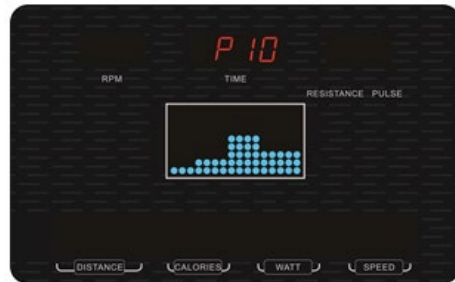 P 10
RPM TIME
RESISTANCE PULSE
DISTANCE CALORIES WATT SPEED